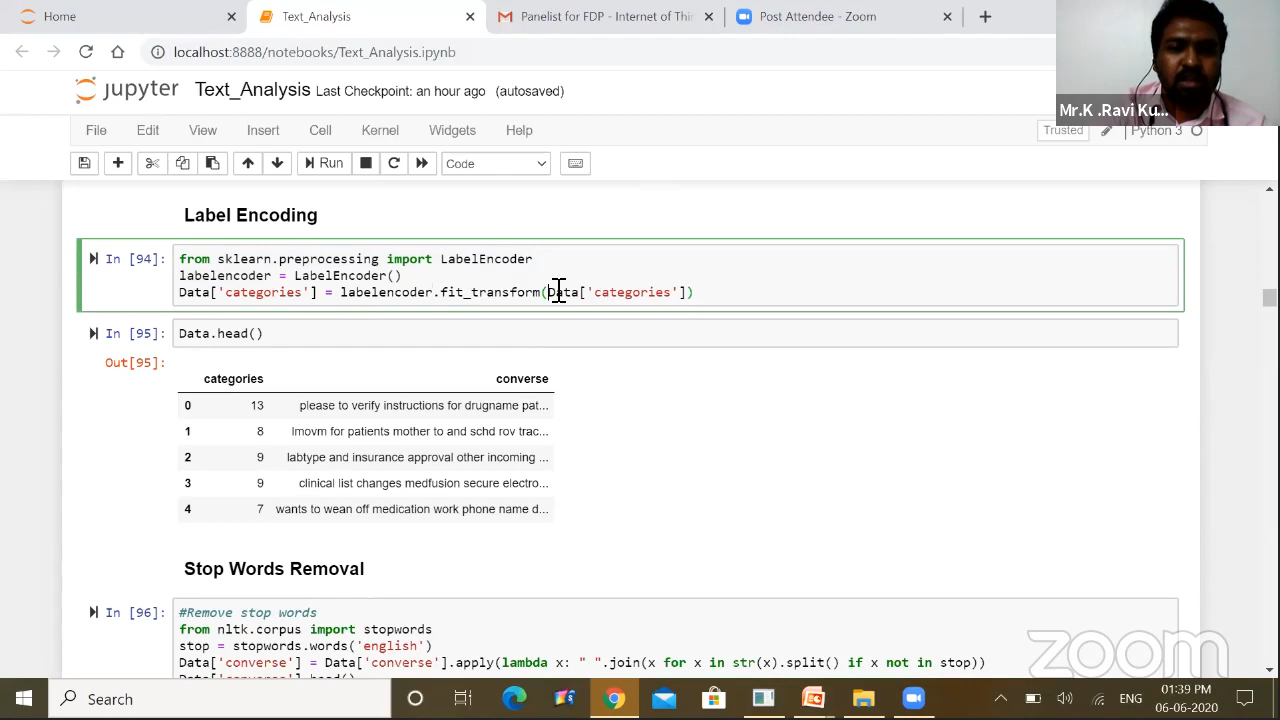 Home
Text_Analysis
Panelist for FDP - Internet of Thin
Post Attendee - Zoom
localhost:8888/notebooks/Text_Analysis.ipynb
jupyter Text_Analysis Last Checkpoint: an hour ago (autosaved)
Mr.K .Ravi Ku...
File Edit View Insert Cell Kernel Widgets Help
Trusted
Python 3
Run
Code
Label Encoding
In [94]:
from sklearn.preprocessing import LabelEncoder
labelencoder = LabelEncoder()
Data['categories'] = labelencoder.fit_transform(Data['categories'])
In [95]: Data.head()
Out[95]:
categories converse
0 13 please to verify instructions for drugname pat...
1 8 lmovm for patients mother to and schd rov trac...
2 9 labtype and insurance approval other incoming ...
3 9 clinical list changes medfusion secure electro...
4 7 wants to wean off medication work phone name d...
Stop Words Removal
In [96]: #Remove stop words
from nltk.corpus import stopwords
stop = stopwords.words('english')
Data['converse'] = Data['converse'].apply(lambda x: " ".join(x for x in str(x).split() if x not in stop))
Data['converse'].head()
zoom
Search
ENG
01:39 PM
06-06-2020